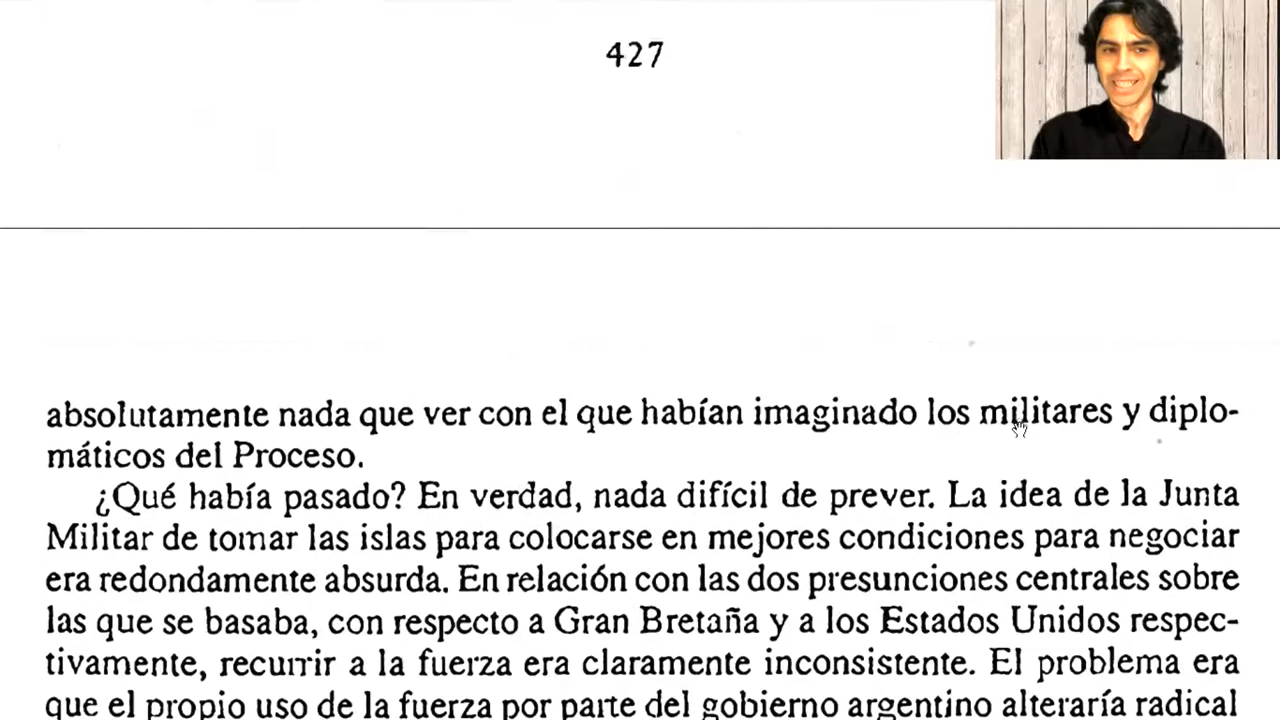 427
absolutamente nada que ver con el que habían imaginado los militares y diplo-
máticos del Proceso.
¿Qué había pasado? En verdad, nada difícil de prever. La idea de la Junta
Militar de tomar las islas para colocarse en mejores condiciones para negociar
era redondamente absurda. En relación con las dos presunciones centrales sobre
las que se basaba, con respecto a Gran Bretaña y a los Estados Unidos respec-
tivamente, recurrir a la fuerza era claramente inconsistente. El problema era
que el propio uso de la fuerza por parte del gobierno argentino alteraría radical